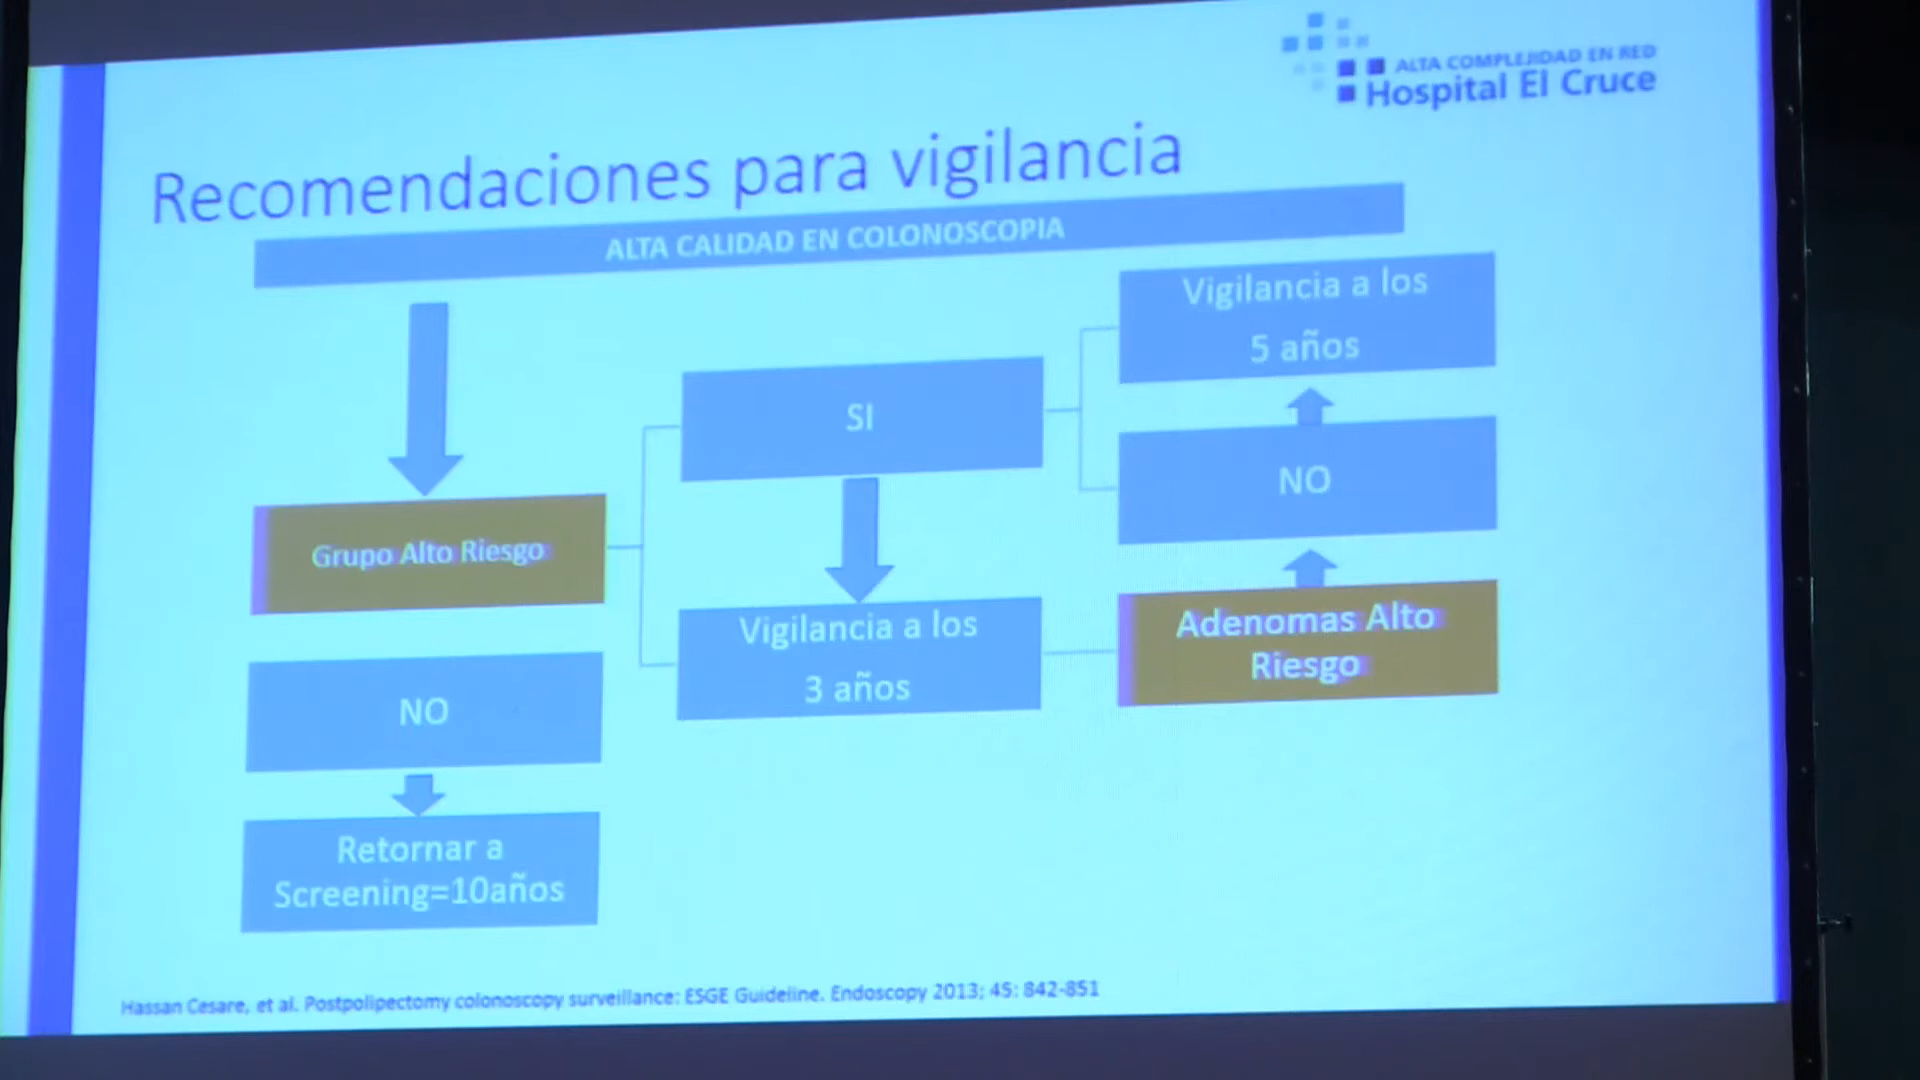 ALTA COMPLEJIDAD EN RED
Hospital El Cruce
Recomendaciones para vigilancia
ALTA CALIDAD EN COLONOSCOPIA
Grupo Alto Riesgo
NO
Retornar a
Screening=10años
SI
Vigilancia a los
3 años
Vigilancia a los
5 años
NO
Adenomas Alto
Riesgo
Hassan Cesare, et al. Postpolipectomy colonoscopy surveillance: ESGE Guideline. Endoscopy 2013; 45: 842-851